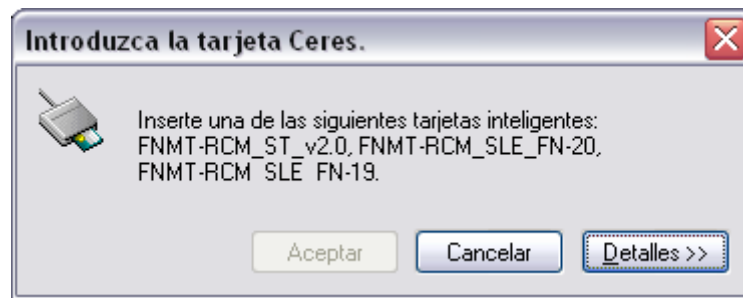 Introduzca la tarjeta Ceres.
Inserte una de las siguientes tarjetas inteligentes:
FNMT-RCM_ST_v2.0, FNMT-RCM_SLE_FN-20,
FNMT-RCM_SLE_FN-19.
Aceptar Cancelar Detalles >>